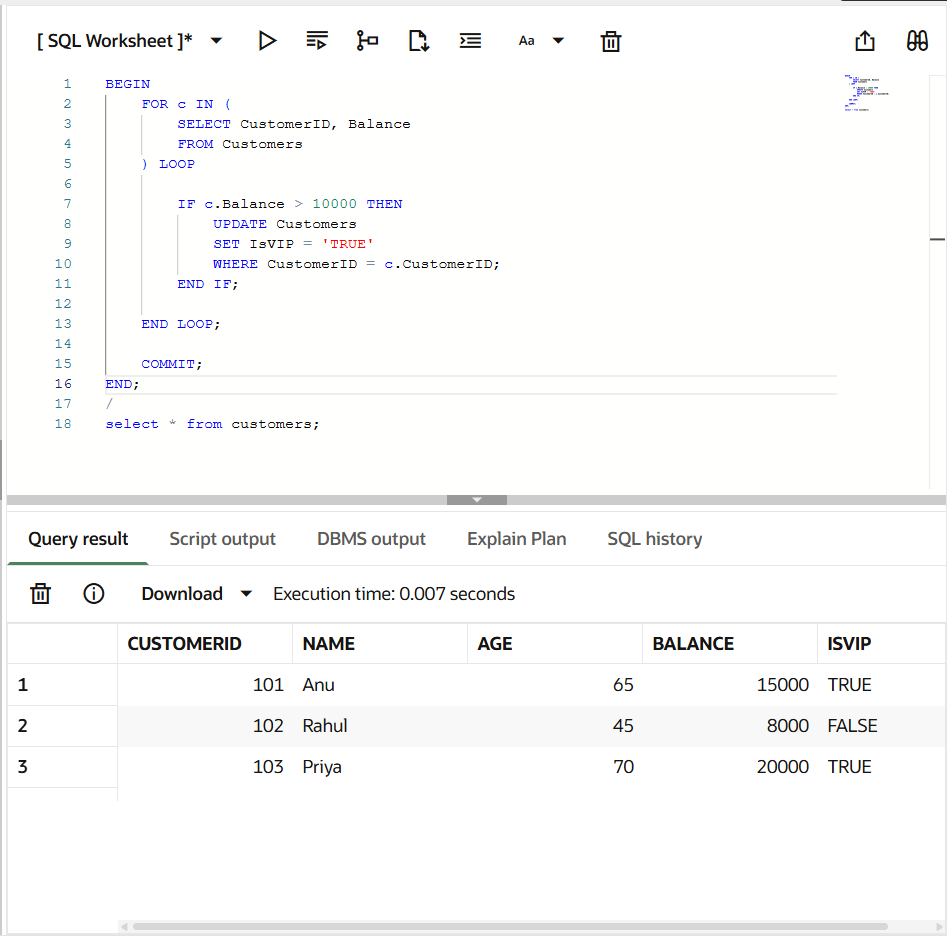 [ SQL Worksheet ]* Aa
1 BEGIN
2 FOR c IN (
3 SELECT CustomerID, Balance
4 FROM Customers
5 ) LOOP
6
7 IF c.Balance > 10000 THEN
8 UPDATE Customers
9 SET IsVIP = 'TRUE'
10 WHERE CustomerID = c.CustomerID;
11 END IF;
12
13 END LOOP;
14
15 COMMIT;
16 END;
17 /
18 select * from customers;
Query result Script output DBMS output Explain Plan SQL history
Download Execution time: 0.007 seconds
CUSTOMERID NAME AGE BALANCE ISVIP
1 101 Anu 65 15000 TRUE
2 102 Rahul 45 8000 FALSE
3 103 Priya 70 20000 TRUE